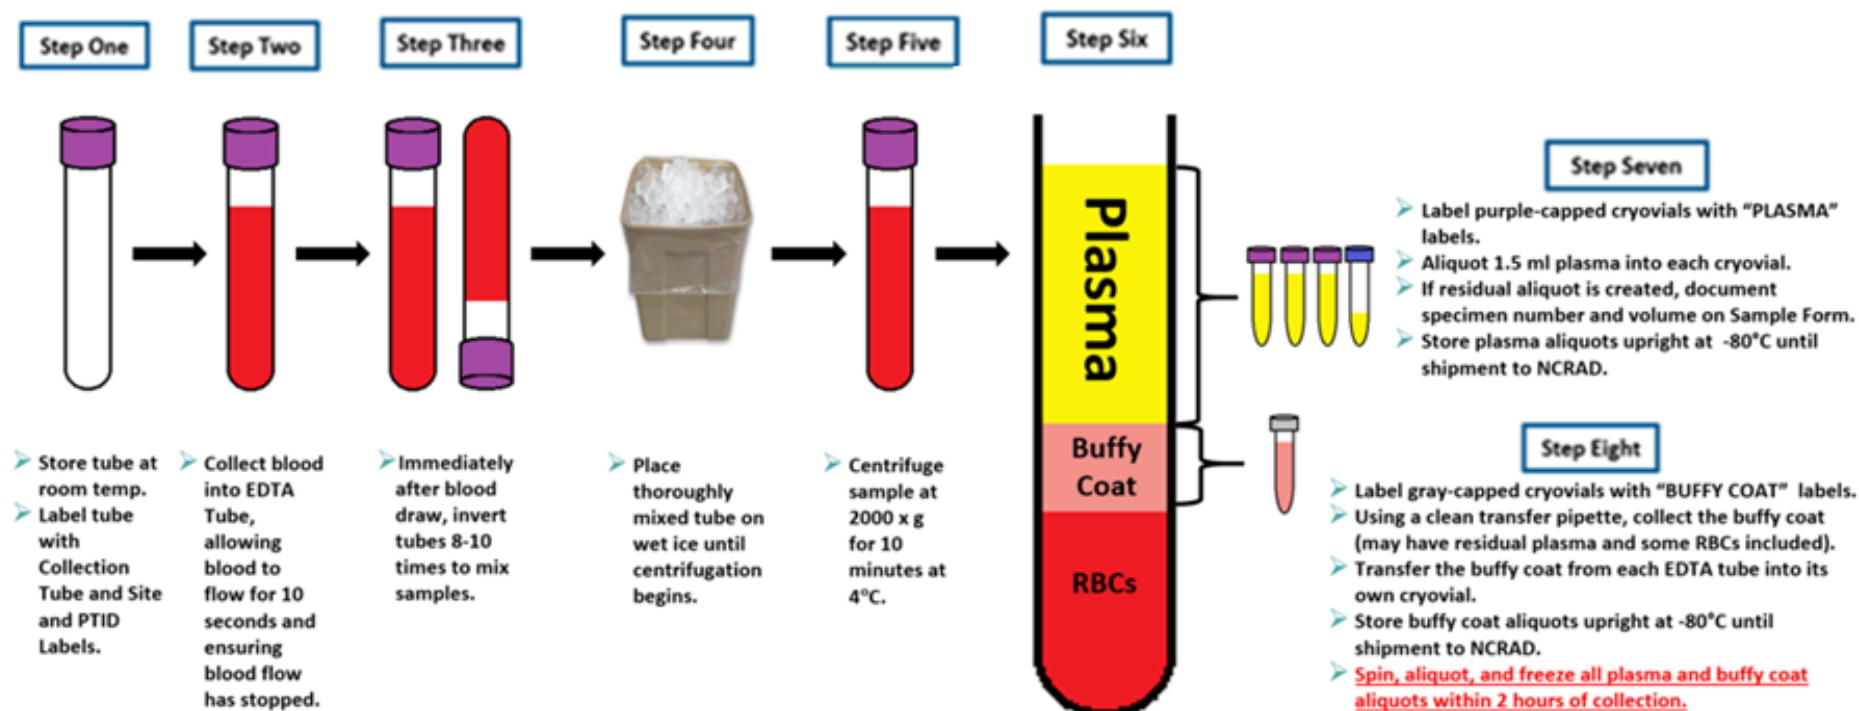 Step One
Step Two
Step Three
Step Four
Step Five
Step Six
Store tube at
room temp.
Label tube
with
Collection
Tube and Site
and PTID
Labels.
Collect blood
into EDTA
Tube,
allowing
blood to
flow for 10
seconds and
ensuring
blood flow
has stopped.
Immediately
after blood
draw, invert
tubes 8-10
times to mix
samples.
Place
thoroughly
mixed tube on
wet ice until
centrifugation
begins.
Centrifuge
sample at
2000 x g
for 10
minutes at
4°C.
Plasma
Buffy
Coat
RBCs
Step Seven
Label purple-capped cryovials with “PLASMA”
labels.
Aliquot 1.5 ml plasma into each cryovial.
If residual aliquot is created, document
specimen number and volume on Sample Form.
Store plasma aliquots upright at -80°C until
shipment to NCRAD.
Step Eight
Label gray-capped cryovials with “BUFFY COAT” labels.
Using a clean transfer pipette, collect the buffy coat
(may have residual plasma and some RBCs included).
Transfer the buffy coat from each EDTA tube into its
own cryovial.
Store buffy coat aliquots upright at -80°C until
shipment to NCRAD.
Spin, aliquot, and freeze all plasma and buffy coat
aliquots within 2 hours of collection.